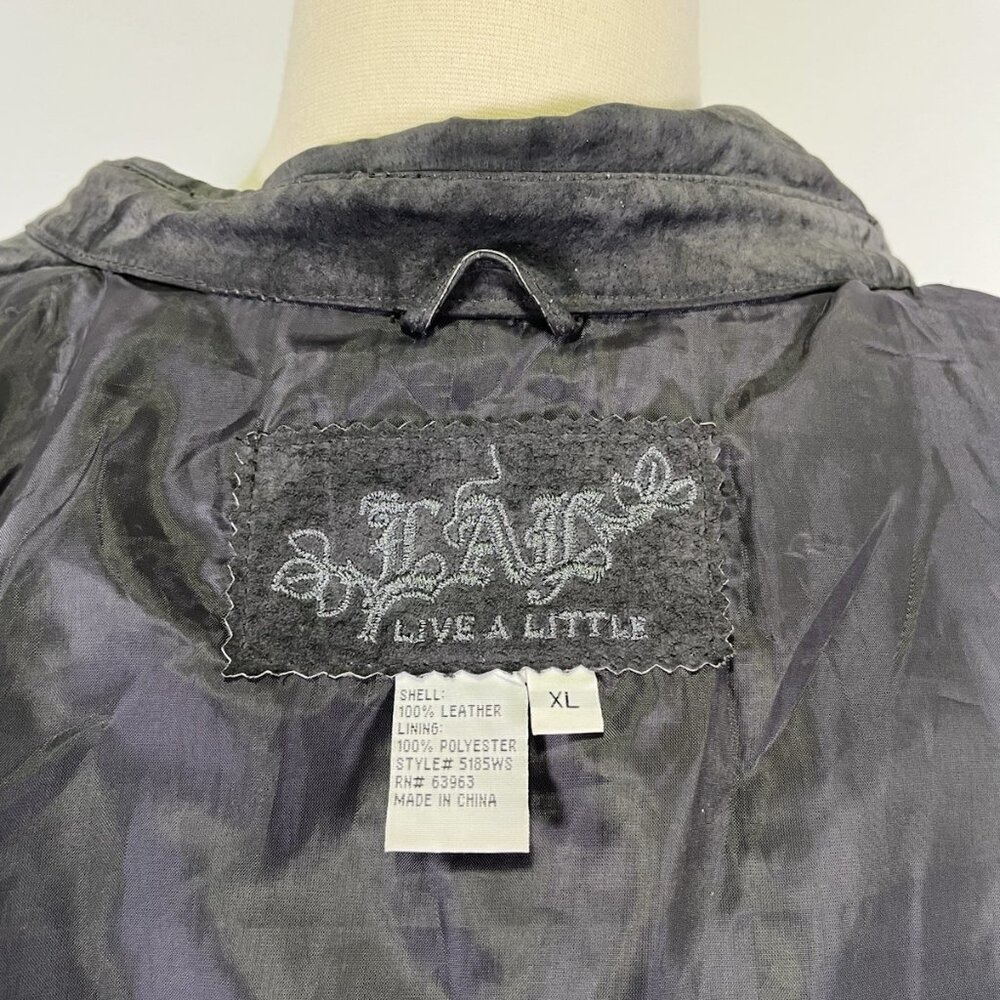 LAL
LIVE A LITTLE
SHELL:
100% LEATHER
LINING:
100% POLYESTER
STYLE# 5185WS
RN# 63963
MADE IN CHINA
XL